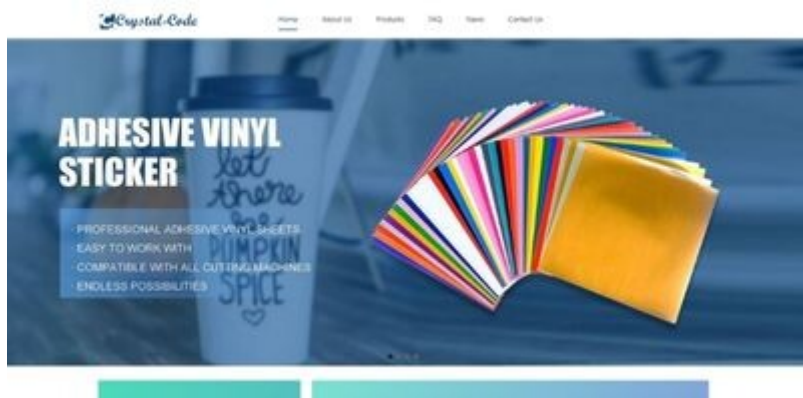 Crystal-Code
Home About Us Products FAQ News Contact Us
ADHESIVE VINYL
STICKER
let
there
be
PUMPKIN
SPICE
· PROFESSIONAL ADHESIVE VINYL SHEETS
· EASY TO WORK WITH
· COMPATIBLE WITH ALL CUTTING MACHINES
· ENDLESS POSSIBILITIES